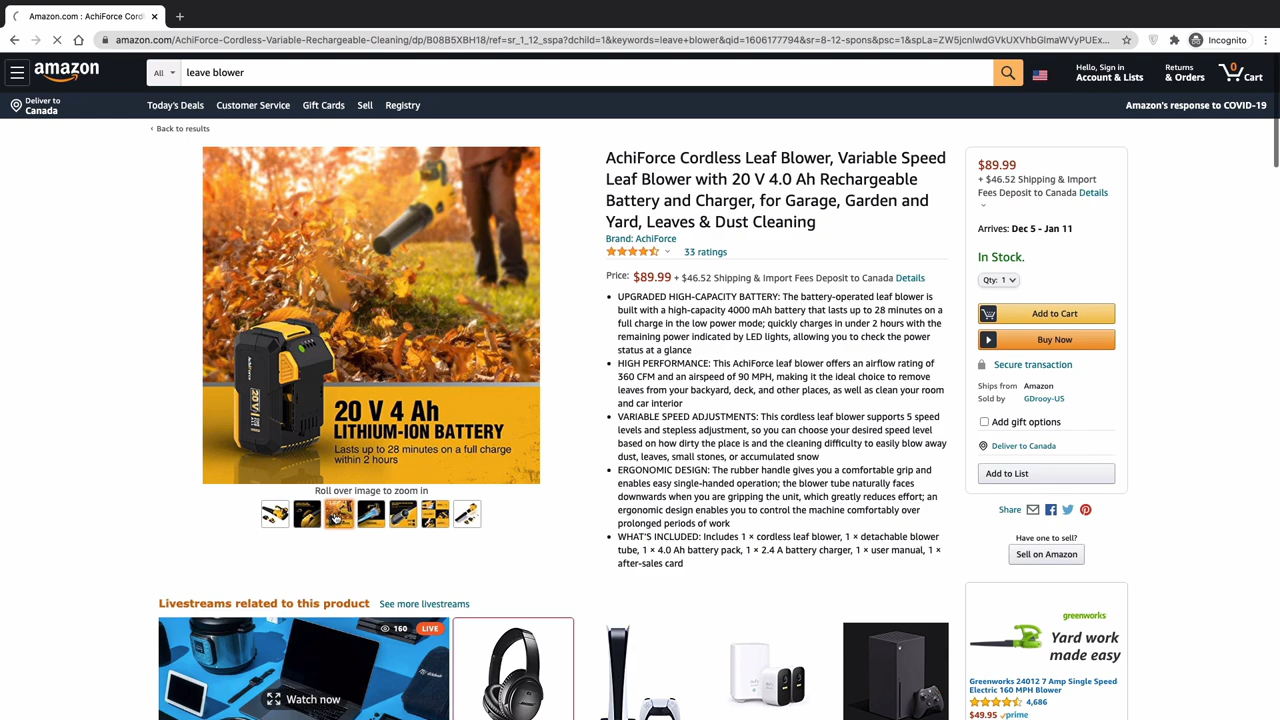 Amazon.com : AchiForce Cord
amazon.com/AchiForce-Cordless-Variable-Rechargeable-Cleaning/dp/B08B5XBH18/ref=sr_1_12_sspa?dchild=1&keywords=leave+blower&qid=1606177794&sr=8-12-spons&psc=1&spLa=ZW5jcnlwdGVkUXVhbGlmaWVyPUE...
Incognito
amazon
All
leave blower
Hello, Sign in
Account & Lists
Returns
& Orders
0
Cart
Deliver to
Canada
Today's Deals
Customer Service
Gift Cards
Sell
Registry
Amazon's response to COVID-19
‹ Back to results
20 V 4 Ah
LITHIUM-ION BATTERY
Lasts up to 28 minutes on a full charge
within 2 hours
Roll over image to zoom in
AchiForce Cordless Leaf Blower, Variable Speed
Leaf Blower with 20 V 4.0 Ah Rechargeable
Battery and Charger, for Garage, Garden and
Yard, Leaves & Dust Cleaning
Brand: AchiForce
33 ratings
Price: $89.99 + $46.52 Shipping & Import Fees Deposit to Canada Details
• UPGRADED HIGH-CAPACITY BATTERY: The battery-operated leaf blower is
built with a high-capacity 4000 mAh battery that lasts up to 28 minutes on a
full charge in the low power mode; quickly charges in under 2 hours with the
remaining power indicated by LED lights, allowing you to check the power
status at a glance
• HIGH PERFORMANCE: This AchiForce leaf blower offers an airflow rating of
360 CFM and an airspeed of 90 MPH, making it the ideal choice to remove
leaves from your backyard, deck, and other places, as well as clean your room
and car interior
• VARIABLE SPEED ADJUSTMENTS: This cordless leaf blower supports 5 speed
levels and stepless adjustment, so you can choose your desired speed level
based on how dirty the place is and the cleaning difficulty to easily blow away
dust, leaves, small stones, or accumulated snow
• ERGONOMIC DESIGN: The rubber handle gives you a comfortable grip and
enables easy single-handed operation; the blower tube naturally faces
downwards when you are gripping the unit, which greatly reduces effort; an
ergonomic design enables you to control the machine comfortably over
prolonged periods of work
• WHAT'S INCLUDED: Includes 1 × cordless leaf blower, 1 × detachable blower
tube, 1 × 4.0 Ah battery pack, 1 × 2.4 A battery charger, 1 × user manual, 1 ×
after-sales card
$89.99
+ $46.52 Shipping & Import
Fees Deposit to Canada Details
Arrives: Dec 5 - Jan 11
In Stock.
Qty: 1
Add to Cart
Buy Now
Secure transaction
Ships from Amazon
Sold by GDrooy-US
Add gift options
Deliver to Canada
Add to List
Share
Have one to sell?
Sell on Amazon
Livestreams related to this product See more livestreams
160 LIVE
Watch now
greenworks
Yard work
made easy
Greenworks 24012 7 Amp Single Speed
Electric 160 MPH Blower
4,686
$49.95 prime